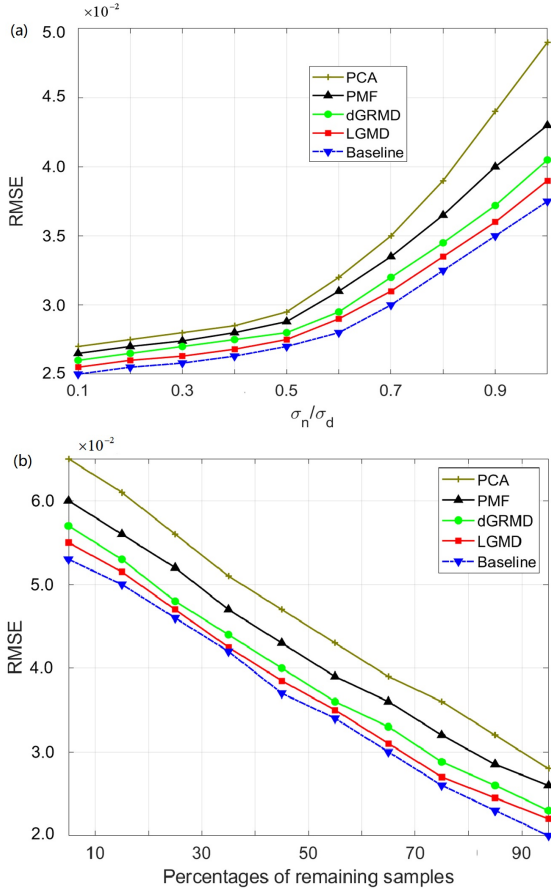 (a)
×10⁻²
5.0
4.5
4.0
3.5
3.0
2.5
RMSE
PCA
PMF
dGRMD
LGMD
Baseline
0.1 0.3 0.5 0.7 0.9
σn/σd
(b)
×10⁻²
6.0
5.0
4.0
3.0
2.0
RMSE
PCA
PMF
dGRMD
LGMD
Baseline
10 30 50 70 90
Percentages of remaining samples